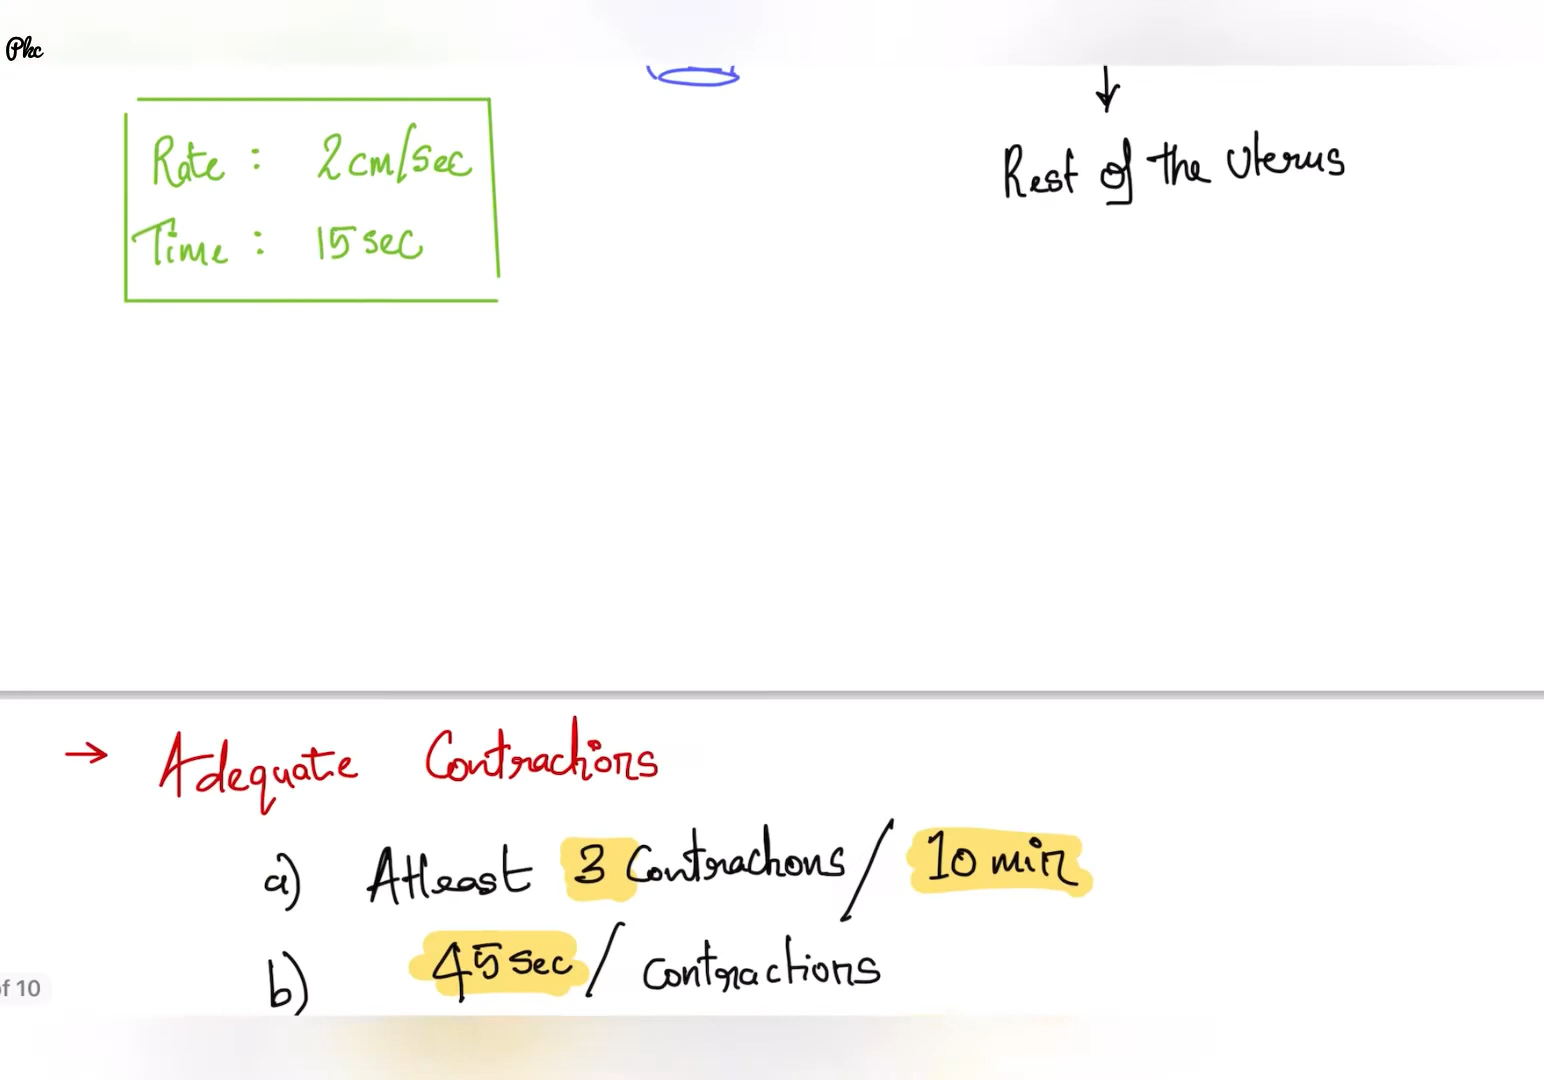 Pkc
Rate : 2cm/sec
Time : 15 sec
Rest of the Uterus
→ Adequate Contractions
a) Atleast 3 Contractions / 10 min
b) 45 sec / contractions
of 10